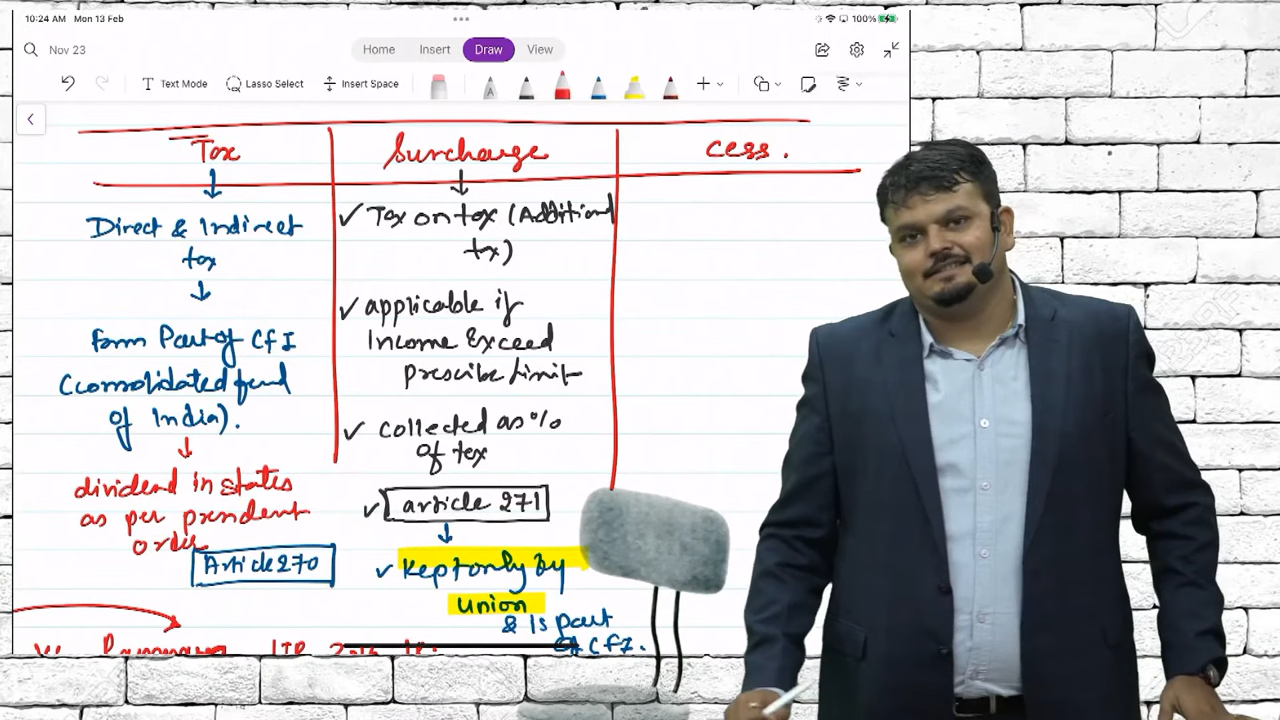 10:24 AM Mon 13 Feb
100%
Nov 23
Home Insert Draw View
Text Mode
Lasso Select
Insert Space
Tax
Direct & Indirect
tax
form Part of CFI
(Consolidated fund
of India).
dividend in states
as per president
order
Article 270
Surcharge
Tax on tax (Additional
tx)
applicable if
Income Exceed
prescribe limit
Collected as %
of tax
article 271
Kept only By
union
& Is part
of CFI.
Cess.